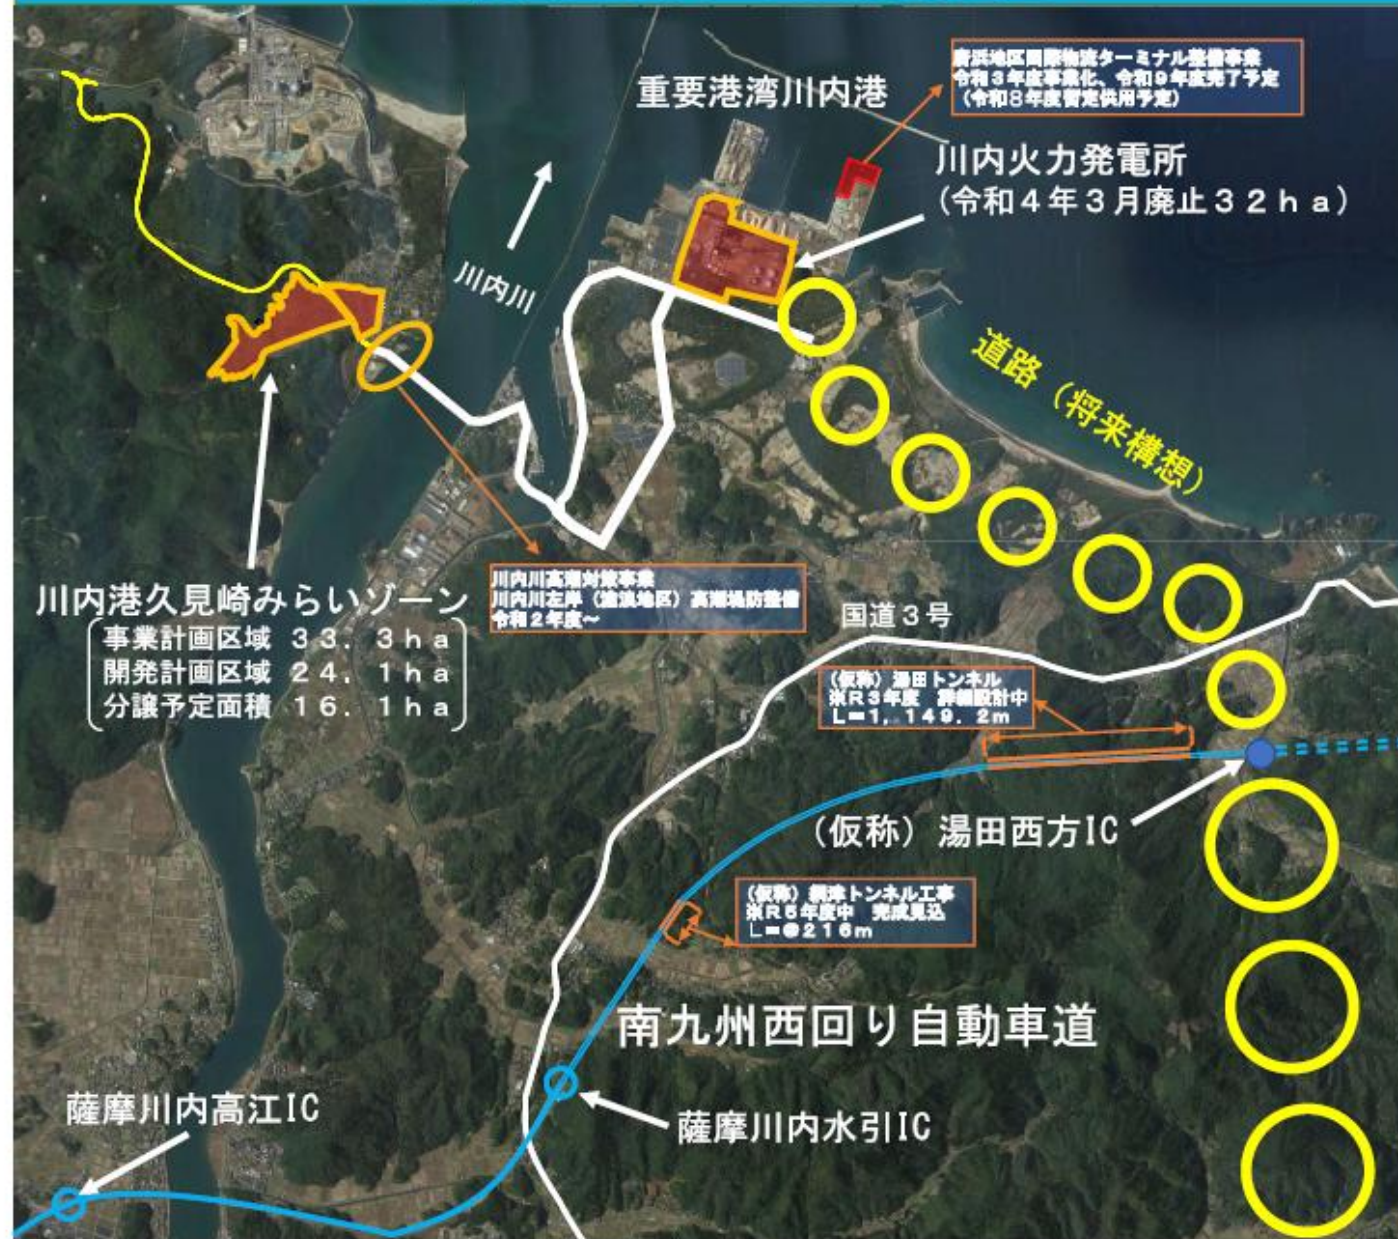 重要港湾川内港
唐浜地区国際物流ターミナル整備事業
令和3年度事業化、令和9年度完了予定
(令和8年度暫定供用予定)
川内火力発電所
(令和4年3月廃止32ha)
川内川
道路(将来構想)
川内港久見崎みらいゾーン
事業計画区域 33.3ha
開発計画区域 24.1ha
分譲予定面積 16.1ha
川内川高潮対策事業
川内川左岸(
地区)高潮堤防整備
令和2年度~
国道3号
(仮称)湯田トンネル
※R3年度 詳細設計中
L=1,149.2m
(仮称)湯田西方IC
(仮称)網津トンネル工事
※R5年度中 完成見込
216m
南九州西回り自動車道
薩摩川内高江IC
薩摩川内水引IC